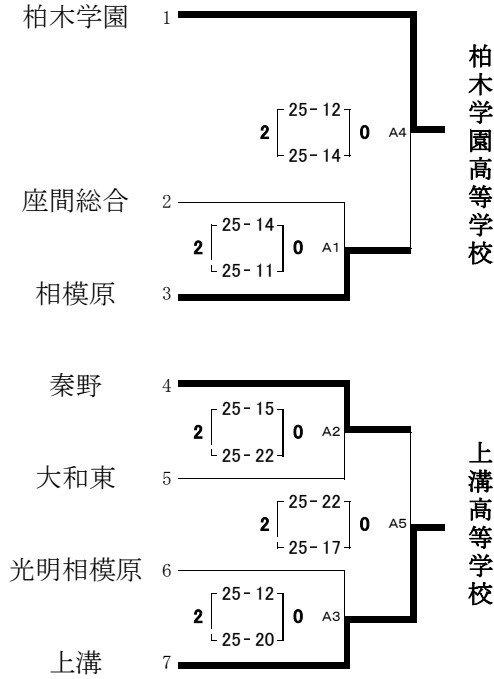 柏木学園 1
25-12
2 0 A4
25-14
柏木学園高等学校
座間総合 2
25-14
2 0 A1
25-11
相模原 3
秦野 4
25-15
2 0 A2
25-22
大和東 5
25-22
2 0 A5
25-17
上溝高等学校
光明相模原 6
25-12
2 0 A3
25-20
上溝 7